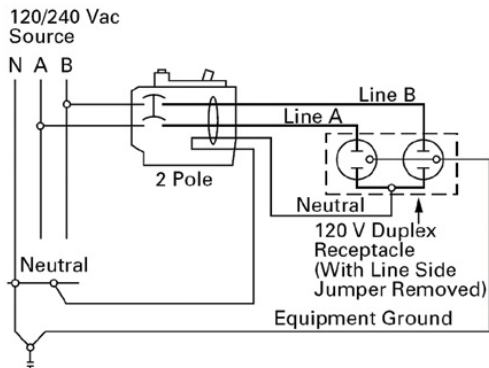 120/240 Vac
Source
N A B
Line B
Line A
2 Pole
Neutral
120 V Duplex
Receptacle
(With Line Side
Jumper Removed)
Neutral
Equipment Ground